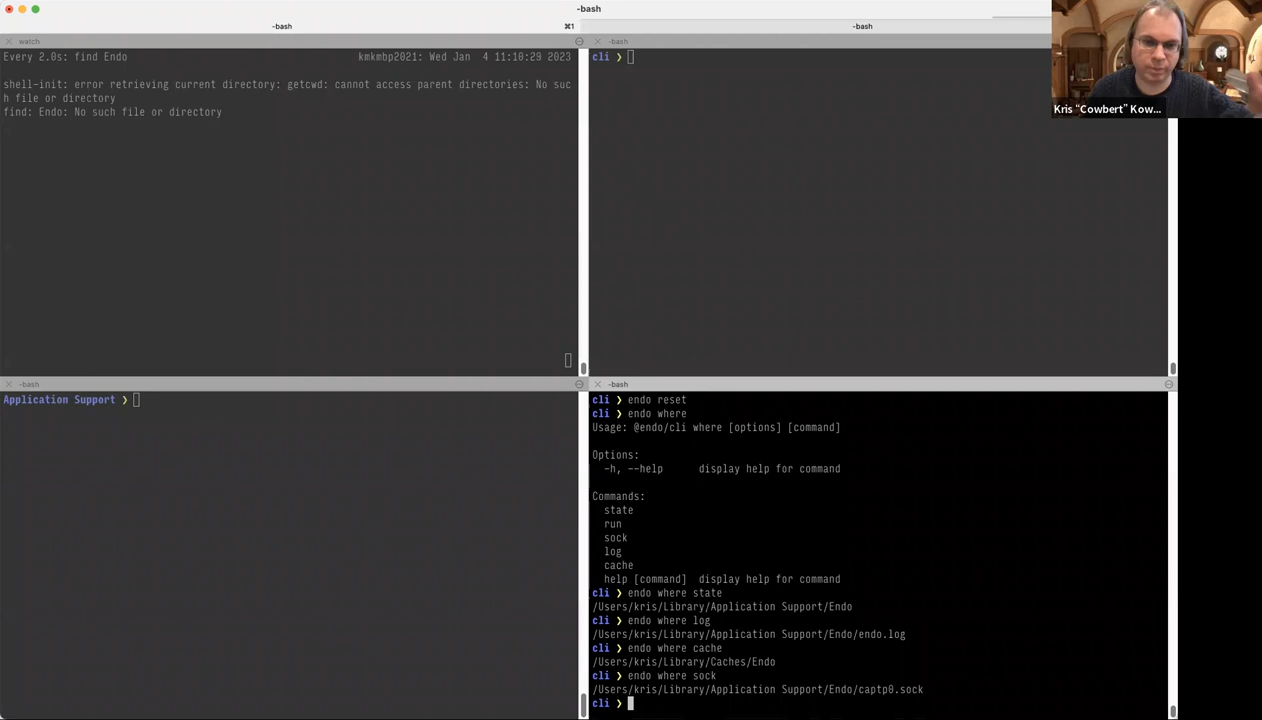 -bash
-bash ⌘1
-bash
watch
Every 2.0s: find Endo kmkmbp2021: Wed Jan 4 11:10:29 2023
shell-init: error retrieving current directory: getcwd: cannot access parent directories: No suc
h file or directory
find: Endo: No such file or directory
-bash
cli ❯
Kris "Cowbert" Kow...
-bash
Application Support ❯
-bash
cli ❯ endo reset
cli ❯ endo where
Usage: @endo/cli where [options] [command]
Options:
-h, --help display help for command
Commands:
state
run
sock
log
cache
help [command] display help for command
cli ❯ endo where state
/Users/kris/Library/Application Support/Endo
cli ❯ endo where log
/Users/kris/Library/Application Support/Endo/endo.log
cli ❯ endo where cache
/Users/kris/Library/Caches/Endo
cli ❯ endo where sock
/Users/kris/Library/Application Support/Endo/captp0.sock
cli ❯